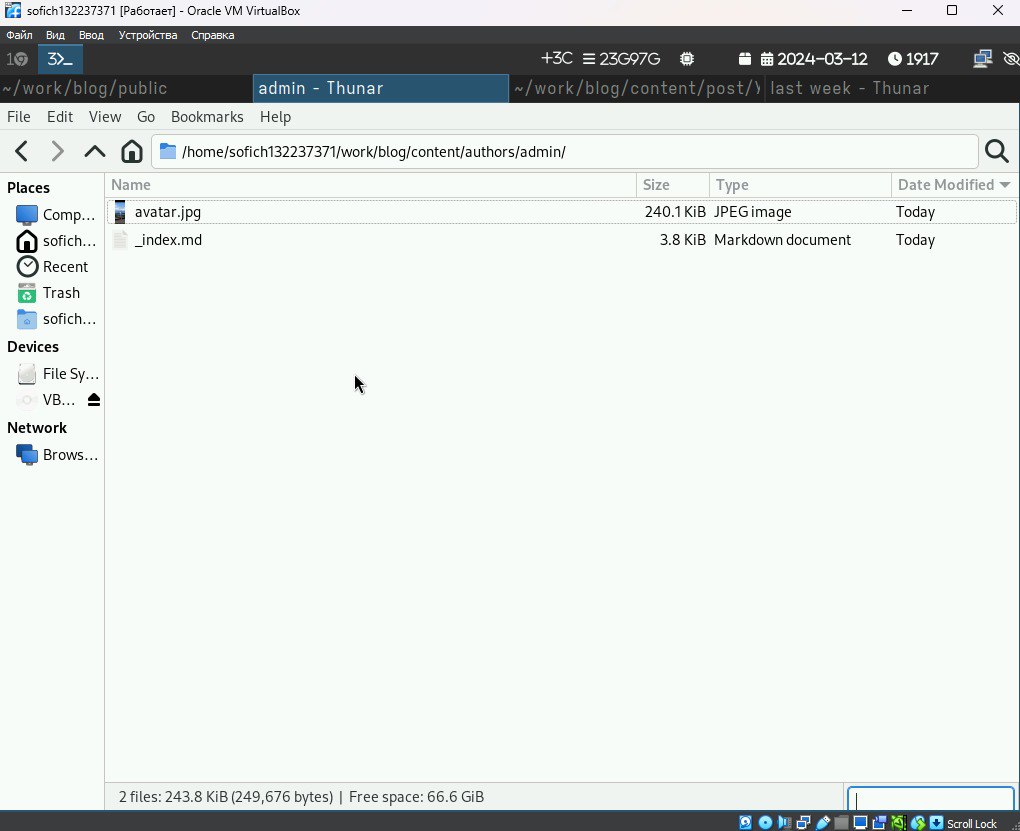 sofich132237371 [Работает] - Oracle VM VirtualBox
Файл Вид Ввод Устройства Справка
1 3 +3C 23G97G 2024-03-12 1917
~/work/blog/public admin - Thunar ~/work/blog/content/post/ last week - Thunar
File Edit View Go Bookmarks Help
/home/sofich132237371/work/blog/content/authors/admin/
Places Name Size Type Date Modified
Comp... avatar.jpg 240.1 KiB JPEG image Today
sofich... _index.md 3.8 KiB Markdown document Today
Recent
Trash
sofich...
Devices
File Sy...
VB...
Network
Brows...
2 files: 243.8 KiB (249,676 bytes) | Free space: 66.6 GiB
Scroll Lock